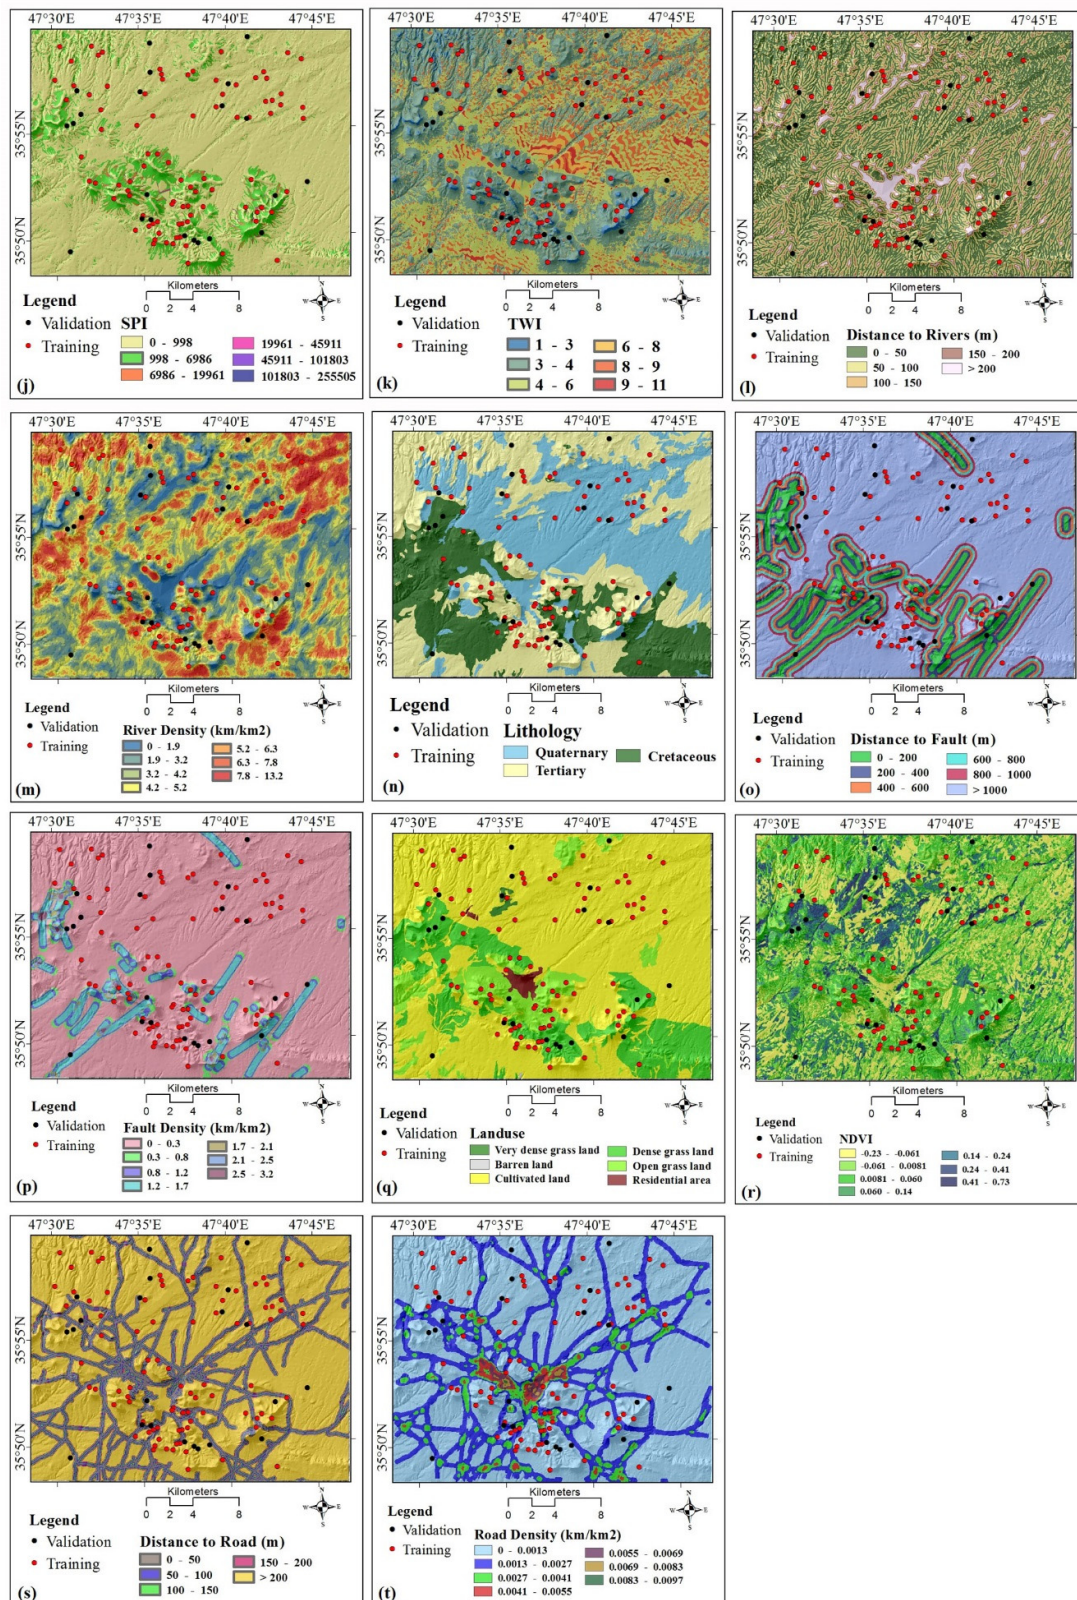 47°30'E 47°35'E 47°40'E 47°45'E
35°55'N
35°50'N
Kilometers
0 2 4 8
N
W E
S
Legend
Validation
Training
SPI
0 - 998
998 - 6986
6986 - 19961
19961 - 45911
45911 - 101803
101803 - 255505
(j)
47°30'E 47°35'E 47°40'E 47°45'E
35°55'N
35°50'N
Kilometers
0 2 4 8
N
W E
S
Legend
Validation
Training
TWI
1 - 3
3 - 4
4 - 6
6 - 8
8 - 9
9 - 11
(k)
47°30'E 47°35'E 47°40'E 47°45'E
35°55'N
35°50'N
Kilometers
0 2 4 8
N
W E
S
Legend
Validation
Training
Distance to Rivers (m)
0 - 50
50 - 100
100 - 150
150 - 200
> 200
(l)
35°55'N
35°50'N
Kilometers
0 2 4 8
N
W E
S
Legend
Validation
Training
River Density (km/km2)
0 - 1.9
1.9 - 3.2
3.2 - 4.2
4.2 - 5.2
5.2 - 6.3
6.3 - 7.8
7.8 - 13.2
(m)
35°55'N
35°50'N
Kilometers
0 2 4 8
N
W E
S
Legend
Validation
Training
Lithology
Quaternary
Tertiary
Cretaceous
(n)
47°30'E 47°35'E 47°40'E 47°45'E
35°55'N
35°50'N
Kilometers
0 2 4 8
N
W E
S
Legend
Validation
Training
Distance to Fault (m)
0 - 200
200 - 400
400 - 600
600 - 800
800 - 1000
> 1000
(o)
47°30'E 47°35'E 47°40'E 47°45'E
35°55'N
35°50'N
Kilometers
0 2 4 8
N
W E
S
Legend
Validation
Training
Fault Density (km/km2)
0 - 0.3
0.3 - 0.8
0.8 - 1.2
1.2 - 1.7
1.7 - 2.1
2.1 - 2.5
2.5 - 3.2
(p)
47°30'E 47°35'E 47°40'E 47°45'E
35°55'N
35°50'N
Kilometers
0 2 4 8
N
W E
S
Legend
Validation
Training
Landuse
Very dense grass land
Barren land
Cultivated land
Dense grass land
Open grass land
Residential area
(q)
47°30'E 47°35'E 47°40'E 47°45'E
35°55'N
35°50'N
Kilometers
0 2 4 8
N
W E
S
Legend
Validation
Training
NDVI
-0.23 - -0.061
-0.061 - 0.0081
0.0081 - 0.060
0.060 - 0.14
0.14 - 0.24
0.24 - 0.41
0.41 - 0.73
(r)
47°30'E 47°35'E 47°40'E 47°45'E
35°55'N
35°50'N
Kilometers
0 2 4 8
N
W E
S
Legend
Validation
Training
Distance to Road (m)
0 - 50
50 - 100
100 - 150
150 - 200
> 200
(s)
47°30'E 47°35'E 47°40'E 47°45'E
35°55'N
35°50'N
Kilometers
0 2 4 8
N
W E
S
Legend
Validation
Training
Road Density (km/km2)
0 - 0.0013
0.0013 - 0.0027
0.0027 - 0.0041
0.0041 - 0.0055
0.0055 - 0.0069
0.0069 - 0.0083
0.0083 - 0.0097
(t)